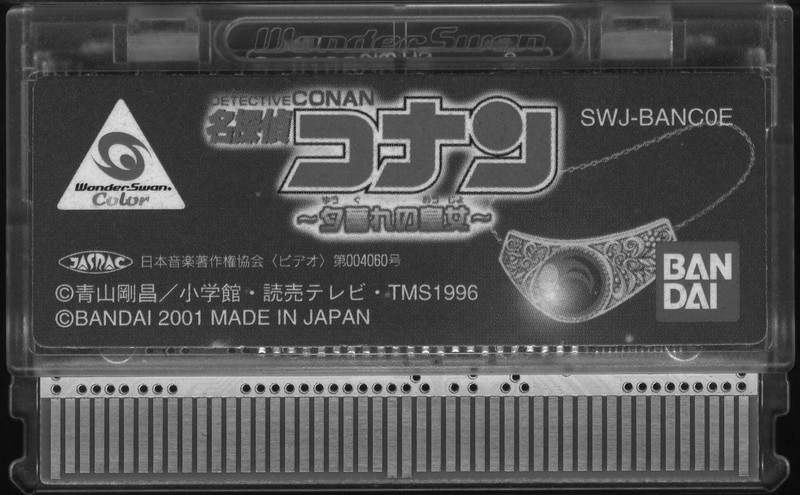 WonderSwan
DETECTIVE CONAN
名探偵
コナン
ゆうぐ おうじょ
～夕暮れの皇女～
SWJ-BANC0E
WonderSwan
Color
JASRAC
日本音楽著作権協会〈ビデオ〉第004060号
©青山剛昌／小学館・読売テレビ・TMS1996
©BANDAI 2001 MADE IN JAPAN
BAN
DAI